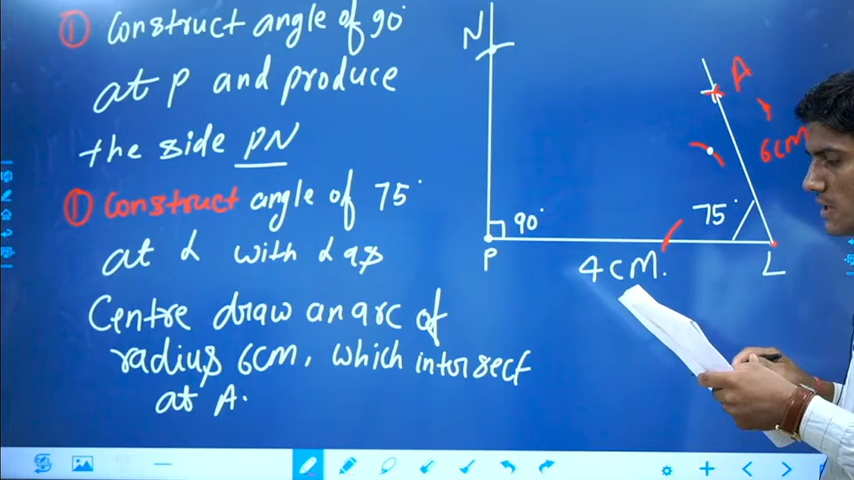 ① Construct angle of 90°
at P and produce
the side PN
① Construct angle of 75°
at L with L as
Centre draw an arc of
radius 6cm, which intersect
at A.
N
90°
P
4CM.
75°
L
A
6cm